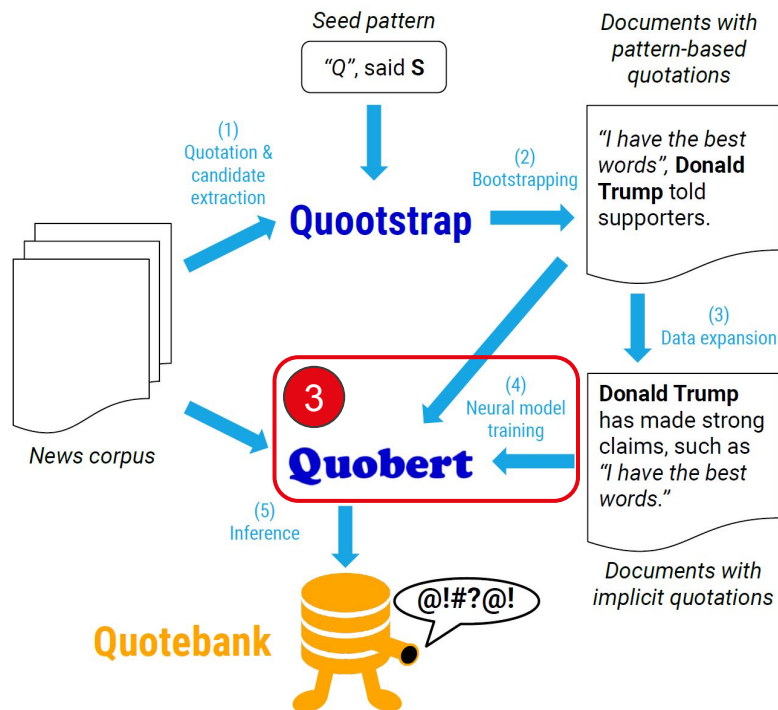 Seed pattern
“Q”, said S
Documents with
pattern-based
quotations
(1)
Quotation &
candidate
extraction
Quootstrap
(2)
Bootstrapping
“I have the best
words”, Donald
Trump told
supporters.
(3)
Data expansion
News corpus
3
(4)
Neural model
training
Quobert
Donald Trump
has made strong
claims, such as
“I have the best
words.”
Documents with
implicit quotations
(5)
Inference
Quotebank
@!#?@!